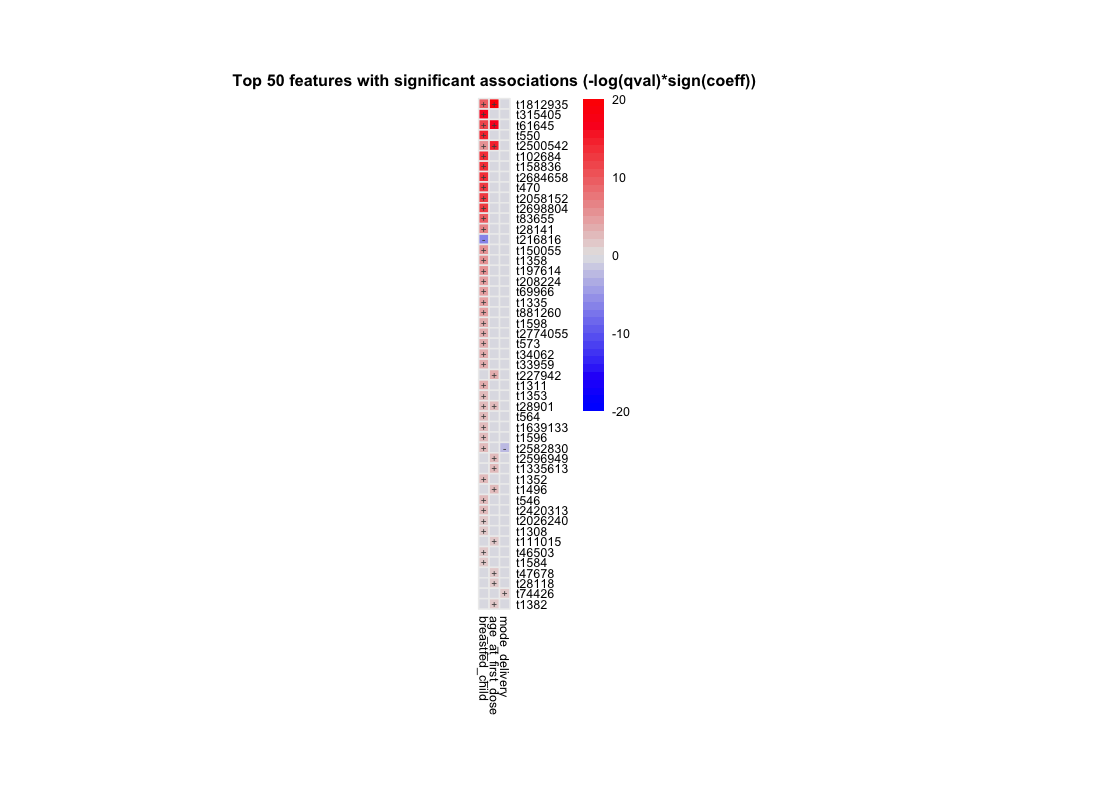 Top 50 features with significant associations (-log(qval)*sign(coeff))
t1812935
t315405
t61645
t550
t2500542
t102684
t158836
t2684658
t470
t2058152
t2698804
t83655
t28141
t216816
t150055
t1358
t197614
t208224
t69966
t1335
t881260
t1598
t2774055
t573
t34062
t33959
t227942
t1311
t1353
t28901
t564
t1639133
t1596
t2582830
t2596949
t1335613
t1352
t1496
t546
t2420313
t2026240
t1308
t111015
t46503
t1584
t47678
t28118
t74426
t1382
20
10
0
-10
-20
breastfed_child
age_at_first_dose
mode_delivery